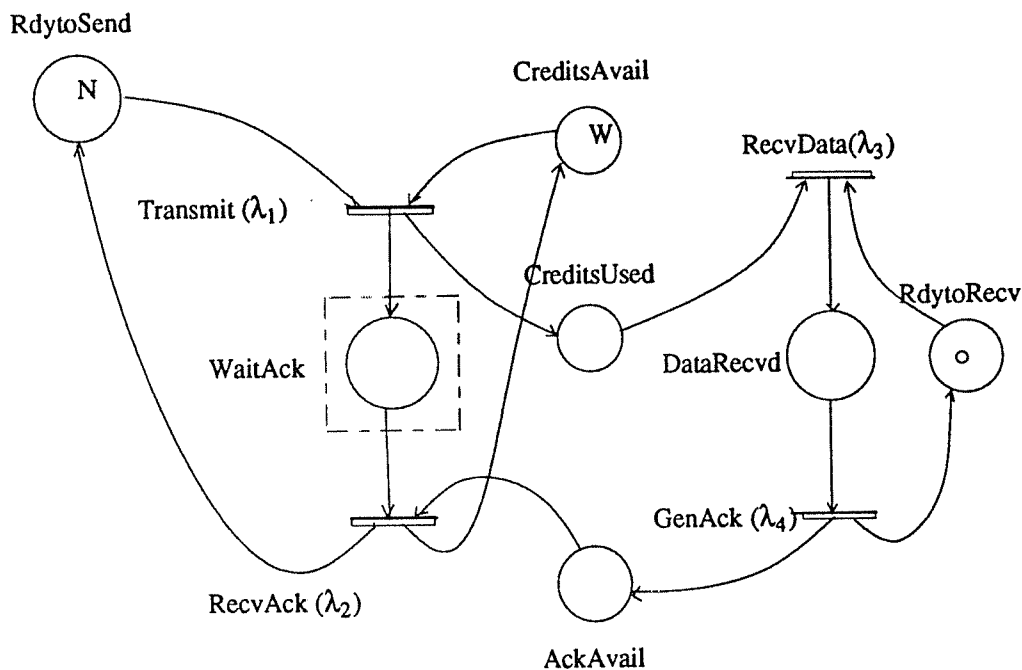 RdytoSend
N
CreditsAvail
W
RecvData(λ₃)
Transmit (λ₁)
CreditsUsed
RdytoRecv
WaitAck
DataRecvd
GenAck (λ₄)
RecvAck (λ₂)
AckAvail